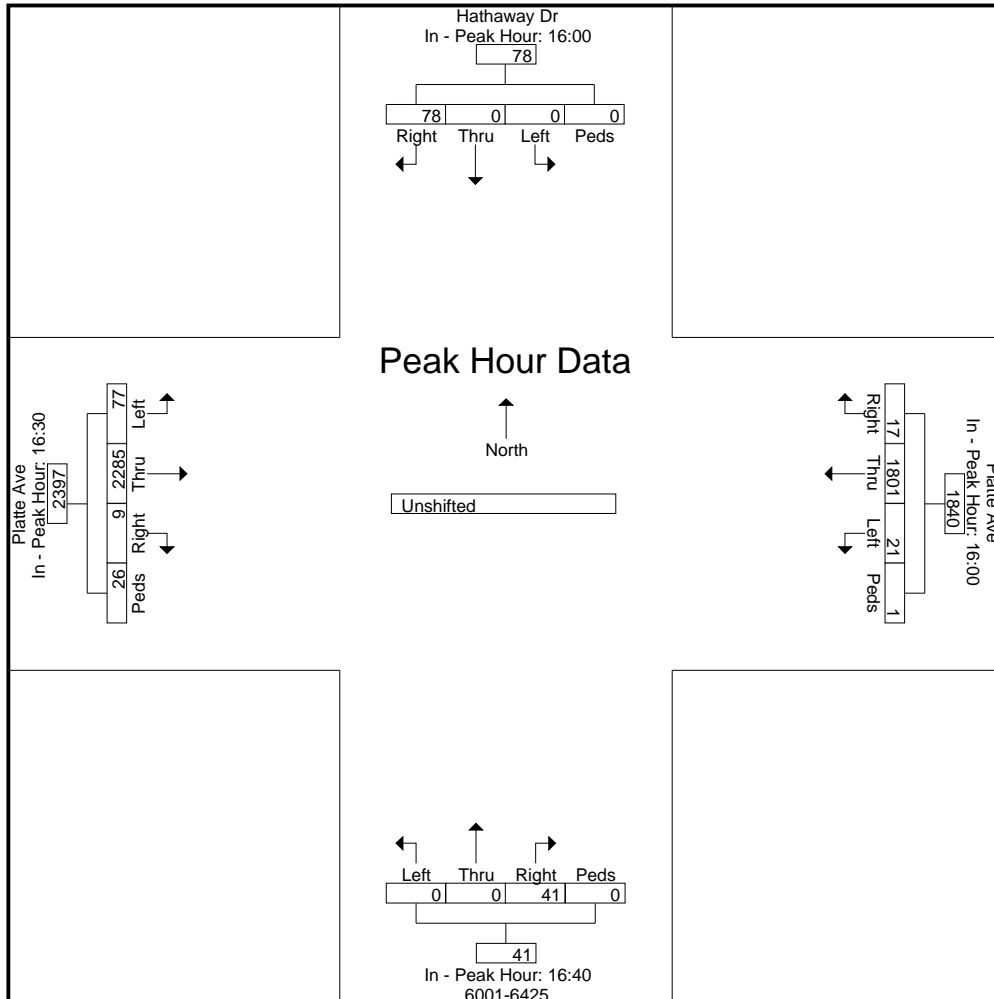 Hathaway Dr
In - Peak Hour: 16:00
78
78 0 0 0
Right Thru Left Peds
Peak Hour Data
North
Unshifted
Platte Ave
In - Peak Hour: 16:30
2397
77 2285 9 26
Left Thru Right Peds
Platte Ave
In - Peak Hour: 16:00
1840
17 1801 21 1
Right Thru Left Peds
Left Thru Right Peds
0 0 41 0
41
In - Peak Hour: 16:40
6001-6425